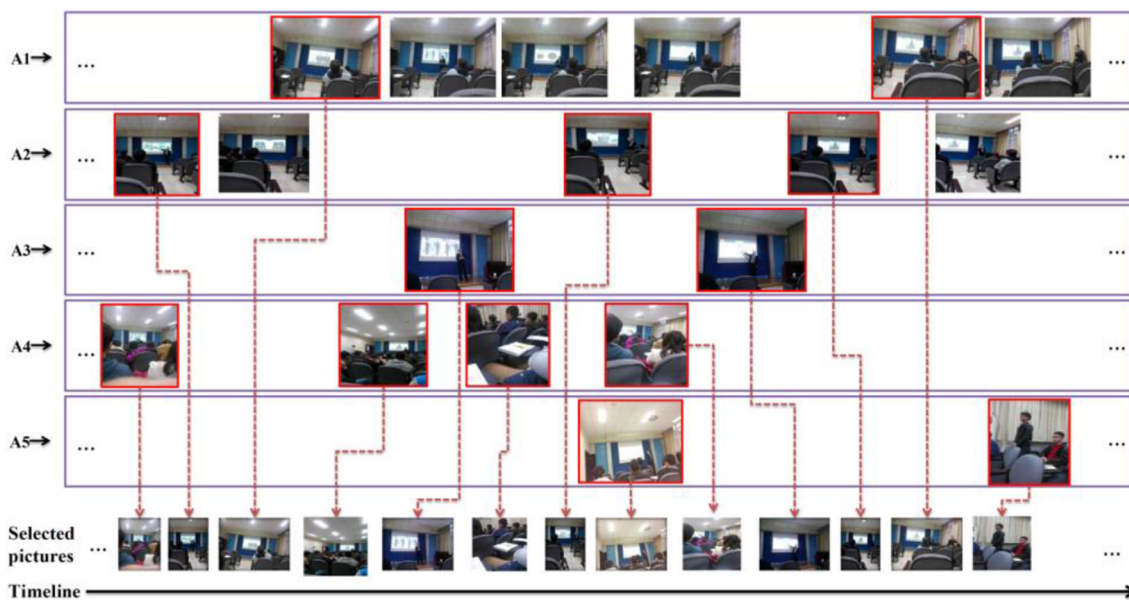 A1→ ... ...
A2→ ... ...
A3→ ... ...
A4→ ... ...
A5→ ... ...
Selected
pictures ... ...
Timeline